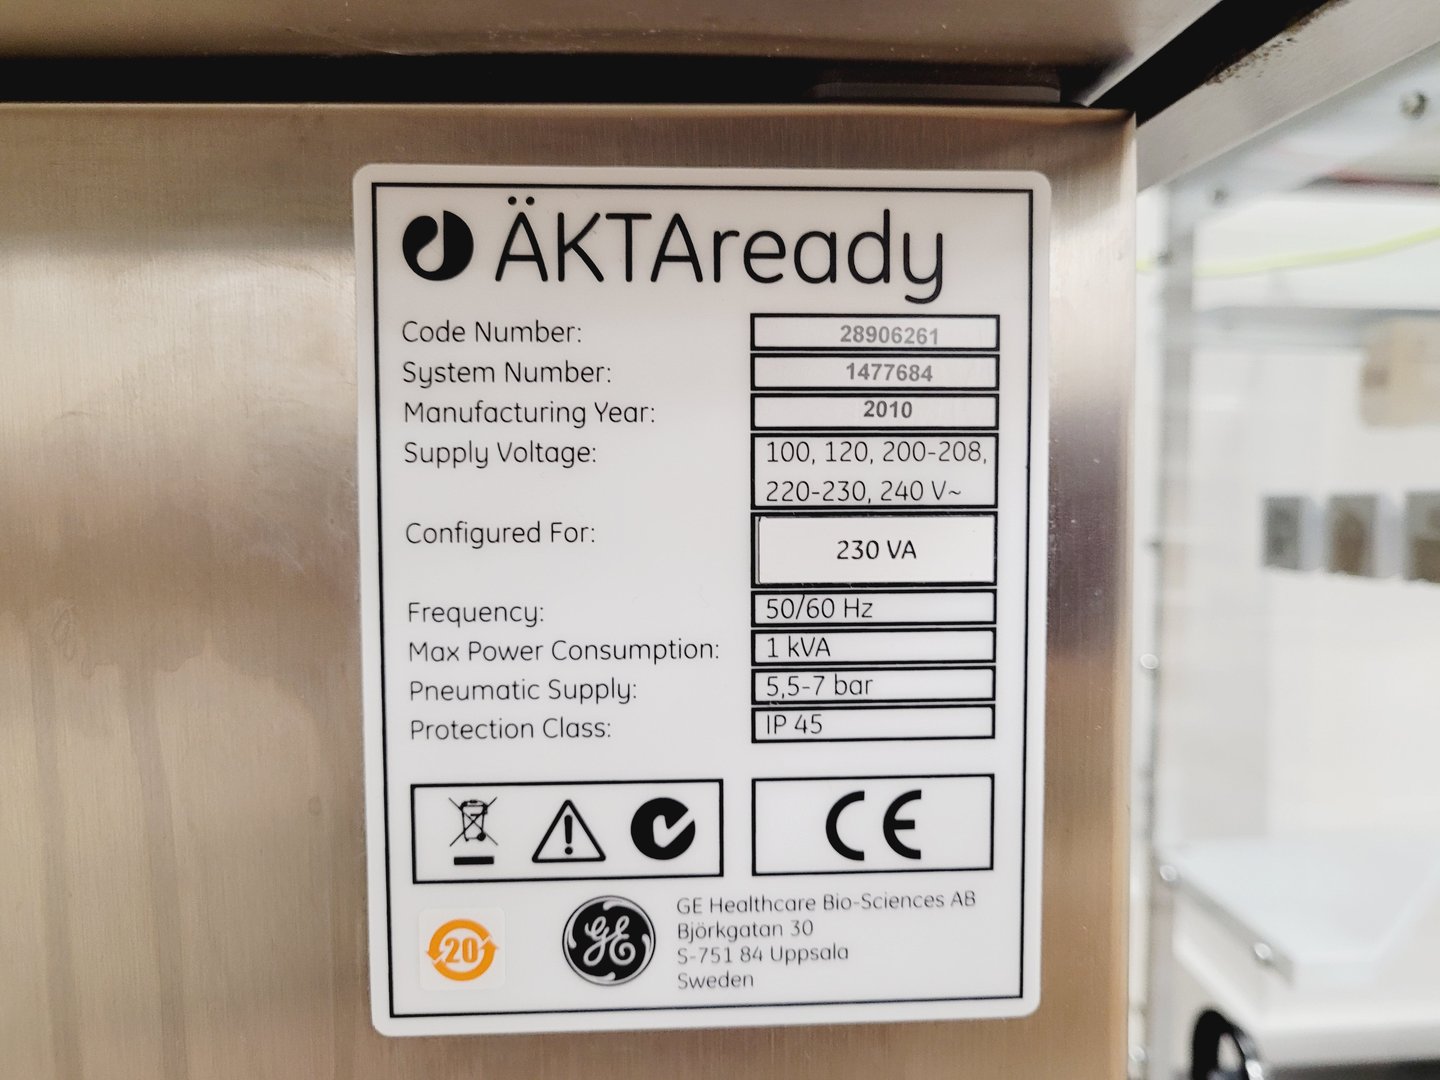 ÄKTAready
Code Number: 28906261
System Number: 1477684
Manufacturing Year: 2010
Supply Voltage: 100, 120, 200-208,
220-230, 240 V~
Configured For: 230 VA
Frequency: 50/60 Hz
Max Power Consumption: 1 kVA
Pneumatic Supply: 5,5-7 bar
Protection Class: IP 45
CE
20
GE
GE Healthcare Bio-Sciences AB
Björkgatan 30
S-751 84 Uppsala
Sweden